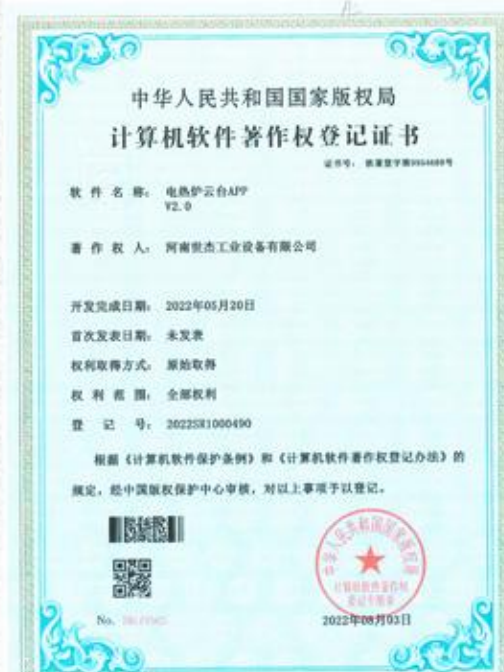 中华人民共和国国家版权局
计算机软件著作权登记证书
证书号：
软件名称： 电热炉云台APP
V2.0
著作权人： 河南世杰工业设备有限公司
开发完成日期： 2022年05月20日
首次发表日期： 未发表
权利取得方式： 原始取得
权利范围： 全部权利
登记号： 2022SR1000490
根据《计算机软件保护条例》和《计算机软件著作权登记办法》的
规定，经中国版权保护中心审核，对以上事项予以登记。
No.
2022年08月03日